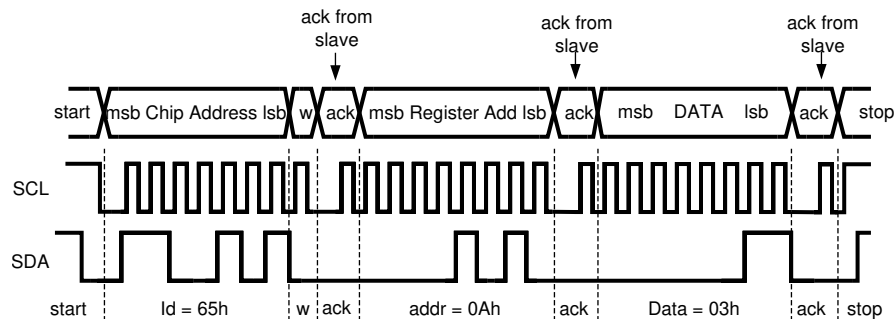 ack from slave
ack from slave
ack from slave
start msb Chip Address lsb w ack msb Register Add lsb ack msb DATA lsb ack stop
SCL
SDA
start Id = 65h w ack addr = 0Ah ack Data = 03h ack stop